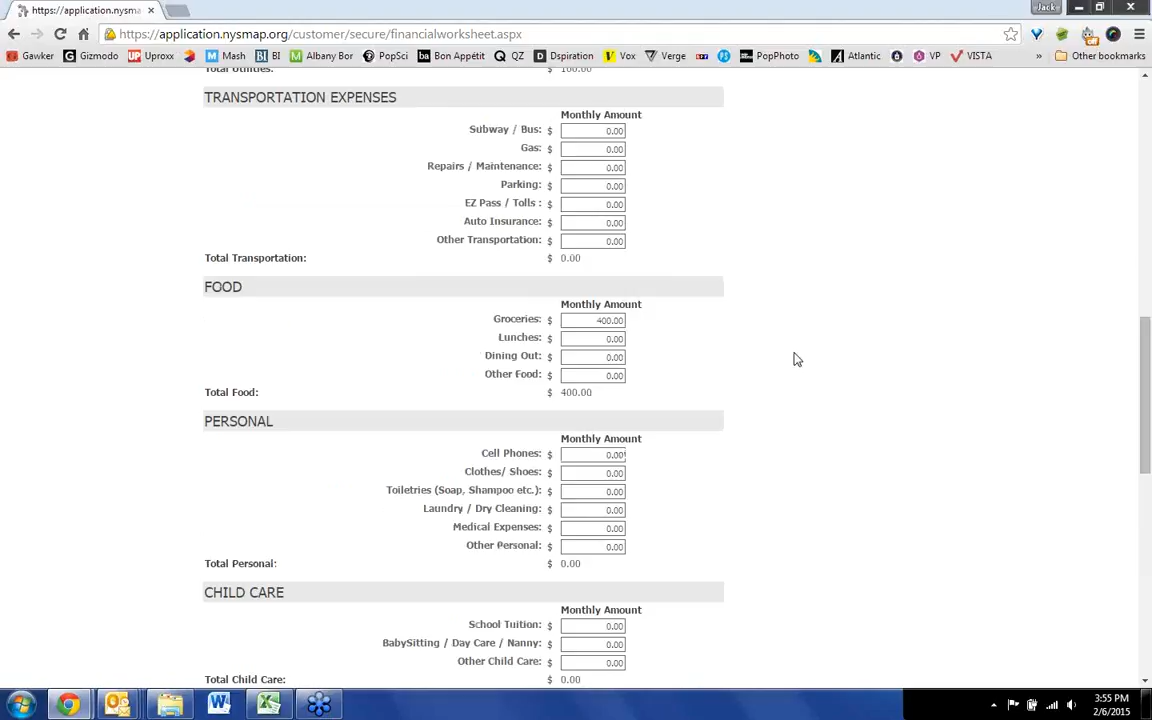 https://application.nysma ×
Jack
https://application.nysmap.org/customer/secure/financialworksheet.aspx
Gawker Gizmodo Uproxx Mash BI Albany Bor PopSci Bon Appétit QZ Dspiration Vox Verge PopPhoto Atlantic VP VISTA » Other bookmarks
Total Utilities: 100.00
TRANSPORTATION EXPENSES
Monthly Amount
Subway / Bus: $ 0.00
Gas: $ 0.00
Repairs / Maintenance: $ 0.00
Parking: $ 0.00
EZ Pass / Tolls : $ 0.00
Auto Insurance: $ 0.00
Other Transportation: $ 0.00
Total Transportation: $ 0.00
FOOD
Monthly Amount
Groceries: $ 400.00
Lunches: $ 0.00
Dining Out: $ 0.00
Other Food: $ 0.00
Total Food: $ 400.00
PERSONAL
Monthly Amount
Cell Phones: $ 0.00
Clothes/ Shoes: $ 0.00
Toiletries (Soap, Shampoo etc.): $ 0.00
Laundry / Dry Cleaning: $ 0.00
Medical Expenses: $ 0.00
Other Personal: $ 0.00
Total Personal: $ 0.00
CHILD CARE
Monthly Amount
School Tuition: $ 0.00
BabySitting / Day Care / Nanny: $ 0.00
Other Child Care: $ 0.00
Total Child Care: $ 0.00
3:55 PM
2/6/2015